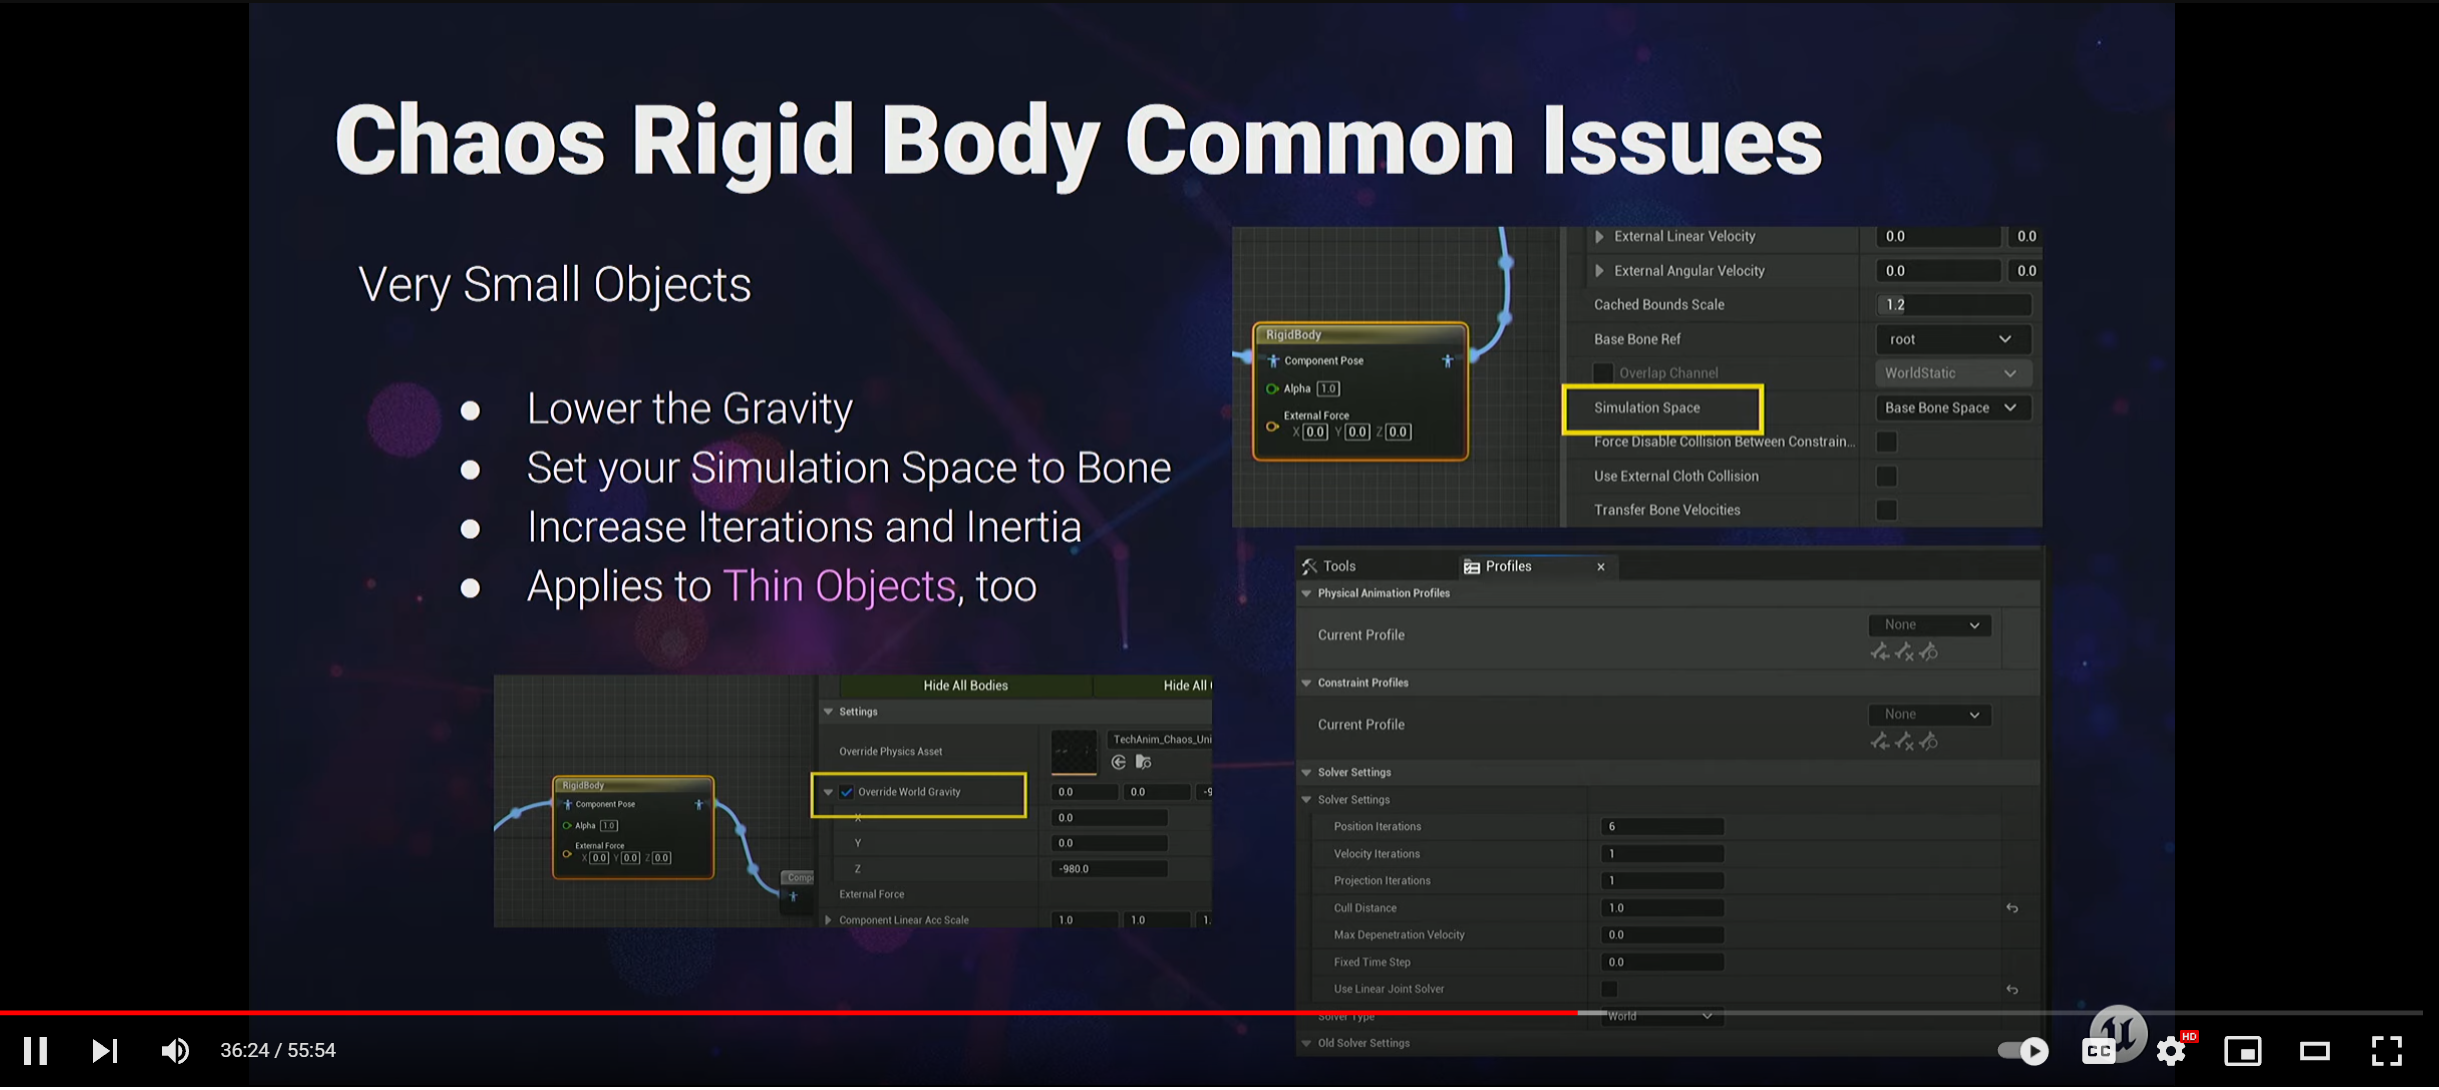 Chaos Rigid Body Common Issues
Very Small Objects
● Lower the Gravity
● Set your Simulation Space to Bone
● Increase Iterations and Inertia
● Applies to Thin Objects, too
RigidBody
Component Pose
Alpha 1.0
External Force
X 0.0 Y 0.0 Z 0.0
External Linear Velocity 0.0 0.0
External Angular Velocity 0.0 0.0
Cached Bounds Scale 1.2
Base Bone Ref root
Overlap Channel WorldStatic
Simulation Space Base Bone Space
Force Disable Collision Between Constrain...
Use External Cloth Collision
Transfer Bone Velocities
RigidBody
Component Pose
Alpha 1.0
External Force
X 0.0 Y 0.0 Z 0.0
Comp
Hide All Bodies Hide All
Settings
Override Physics Asset TechAnim_Chaos_Uni
Override World Gravity 0.0 0.0 -9
X 0.0
Y 0.0
Z -980.0
External Force
Component Linear Acc Scale 1.0 1.0 1.
Tools Profiles ×
Physical Animation Profiles
Current Profile None
Constraint Profiles
Current Profile None
Solver Settings
Solver Settings
Position Iterations 6
Velocity Iterations 1
Projection Iterations 1
Cull Distance 1.0
Max Depenetration Velocity 0.0
Fixed Time Step 0.0
Use Linear Joint Solver
Solver Type World
Old Solver Settings
36:24 / 55:54
CC
HD